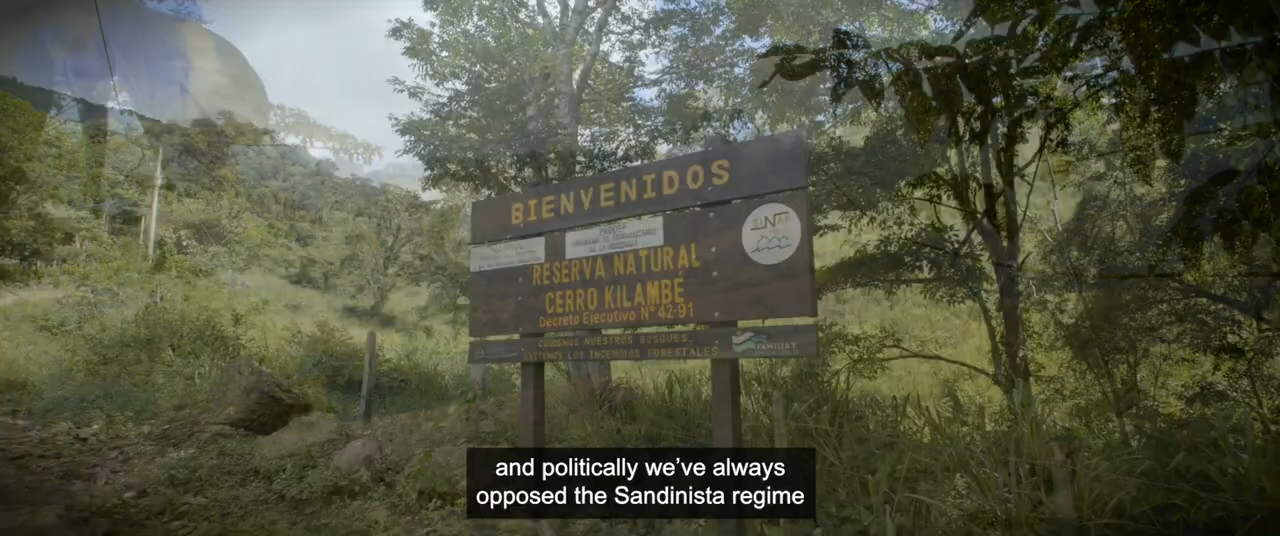 BIENVENIDOS
RESERVA NATURAL
CERRO KILAMBÉ
Decreto Ejecutivo N° 42-91
CUIDEMOS NUESTROS BOSQUES...
EVITEMOS LOS INCENDIOS FORESTALES
and politically we've always
opposed the Sandinista regime